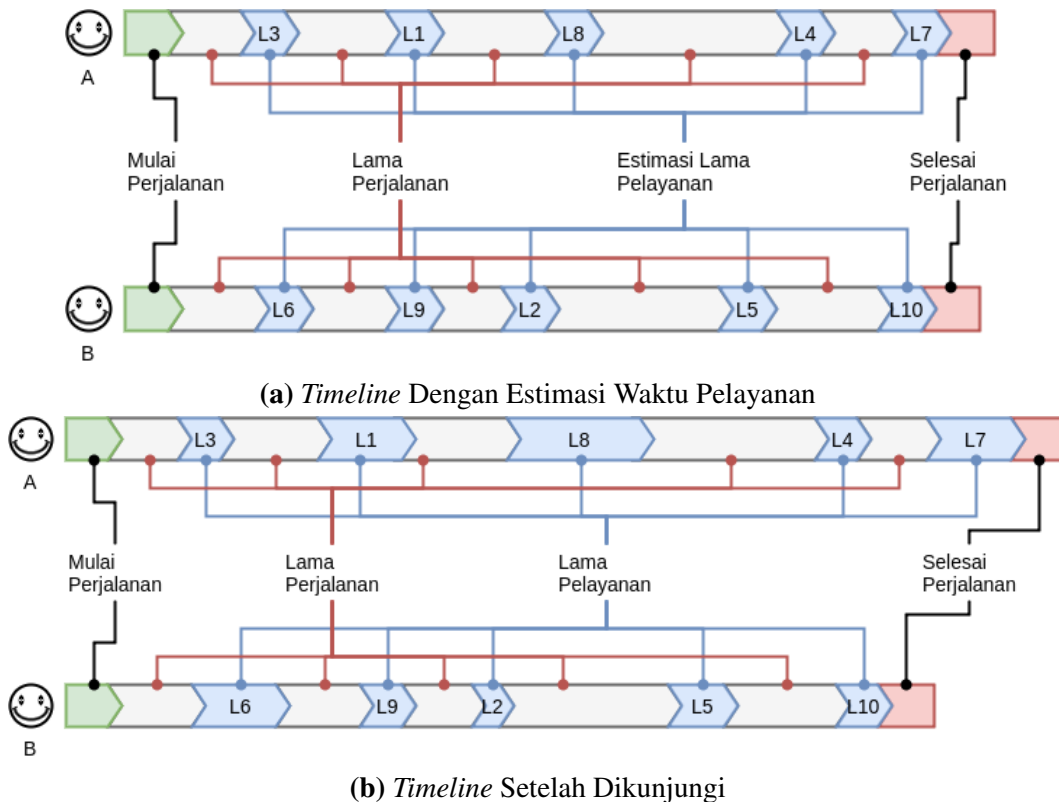 L3 L1 L8 L4 L7
A
Mulai
Perjalanan
Lama
Perjalanan
Estimasi Lama
Pelayanan
Selesai
Perjalanan
L6 L9 L2 L5 L10
B
(a) Timeline Dengan Estimasi Waktu Pelayanan
L3 L1 L8 L4 L7
A
Mulai
Perjalanan
Lama
Perjalanan
Lama
Pelayanan
Selesai
Perjalanan
L6 L9 L2 L5 L10
B
(b) Timeline Setelah Dikunjungi